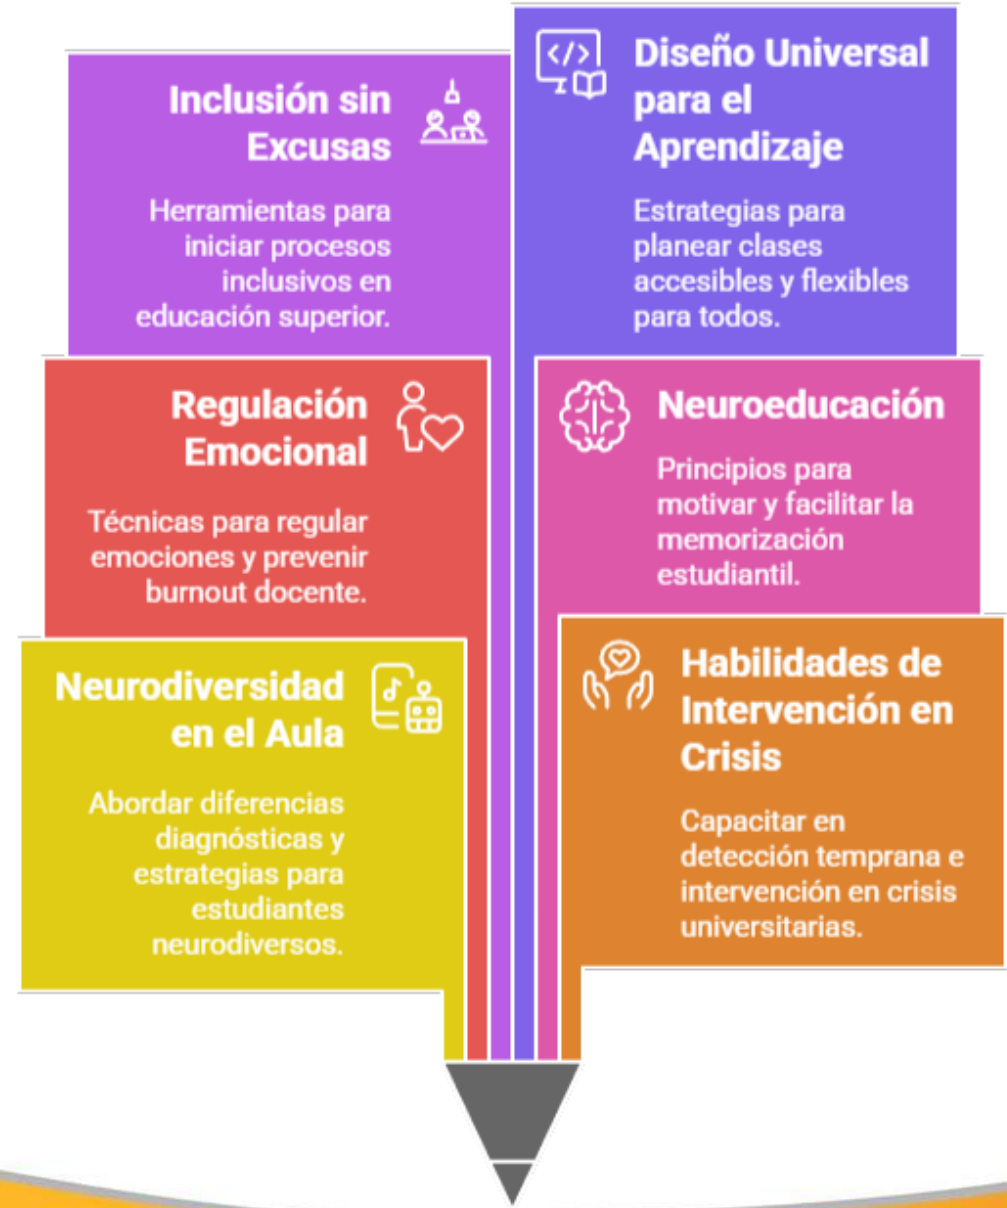 Inclusión sin
Excusas
Herramientas para
iniciar procesos
inclusivos en
educación superior.
Diseño Universal
para el
Aprendizaje
Estrategias para
planear clases
accesibles y flexibles
para todos.
Regulación
Emocional
Técnicas para regular
emociones y prevenir
burnout docente.
Neuroeducación
Principios para
motivar y facilitar la
memorización
estudiantil.
Neurodiversidad
en el Aula
Abordar diferencias
diagnósticas y
estrategias para
estudiantes
neurodiversos.
Habilidades de
Intervención en
Crisis
Capacitar en
detección temprana e
intervención en crisis
universitarias.